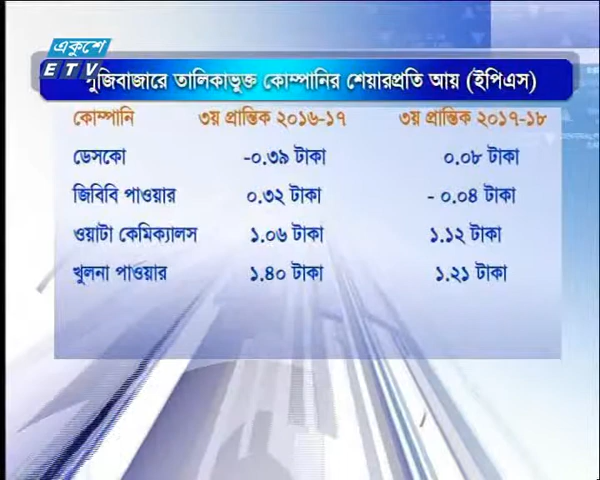 একুশে
ETV
পুঁজিবাজারে তালিকাভুক্ত কোম্পানির শেয়ারপ্রতি আয় (ইপিএস)
কোম্পানি ৩য় প্রান্তিক ২০১৬-১৭ ৩য় প্রান্তিক ২০১৭-১৮
ডেসকো -০.৩৯ টাকা ০.০৮ টাকা
জিবিবি পাওয়ার ০.৩২ টাকা - ০.০৪ টাকা
ওয়াটা কেমিক্যালস ১.০৬ টাকা ১.১২ টাকা
খুলনা পাওয়ার ১.৪০ টাকা ১.২১ টাকা